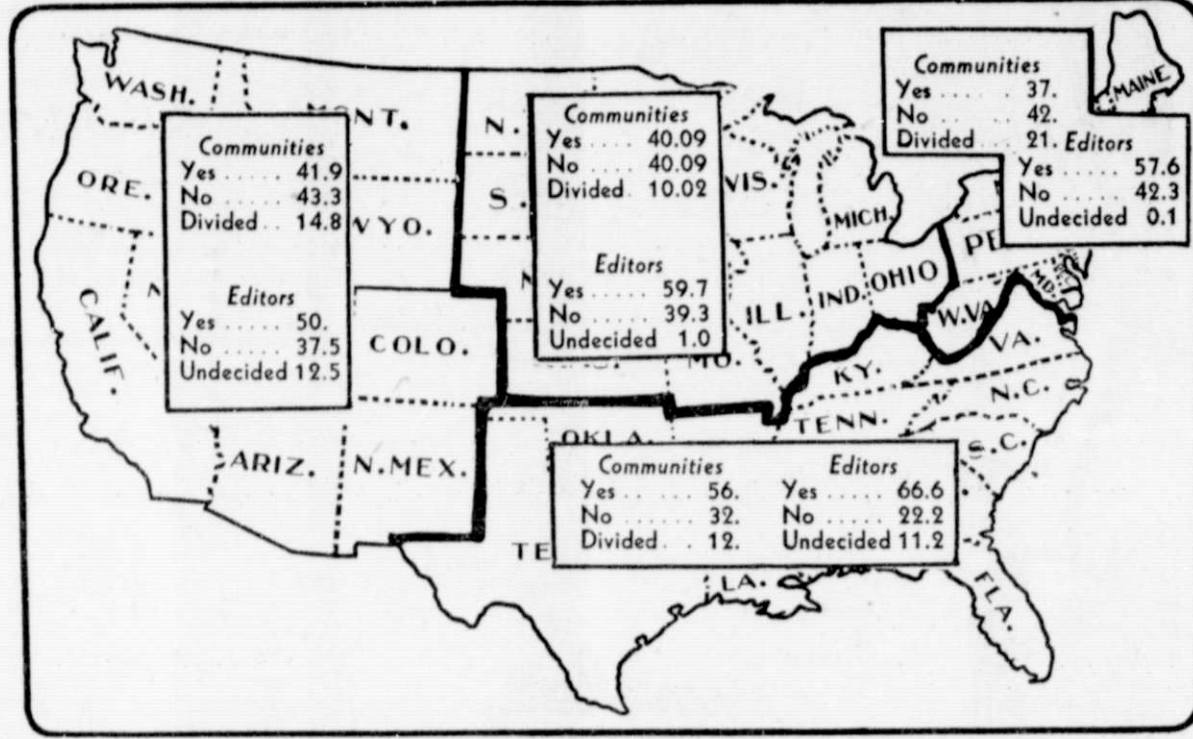 WASH.
MONT.
ORE.
WYO.
CALIF.
COLO.
ARIZ.
N.MEX.
Communities
Yes ..... 41.9
No ...... 43.3
Divided .. 14.8
Editors
Yes ..... 50.
No ...... 37.5
Undecided 12.5
N.
S.
N
Communities
Yes ...... 40.09
No ...... 40.09
Divided . 10.02
Editors
Yes ..... 59.7
No ...... 39.3
Undecided 1.0
VIS.
MICH.
ILL.
IND.
OHIO
MO.
Communities
Yes ...... 37.
No ...... 42.
Divided ... 21.
Editors
Yes ..... 57.6
No ...... 42.3
Undecided 0.1
MAINE
PE
MD.
W.VA
VA.
KY.
N.C.
TENN.
S.C.
OKLA.
TE
LA.
FLA.
Communities
Yes .. .... 56.
No ....... 32.
Divided. .. 12.
Editors
Yes ..... 66.6
No ..... 22.2
Undecided 11.2